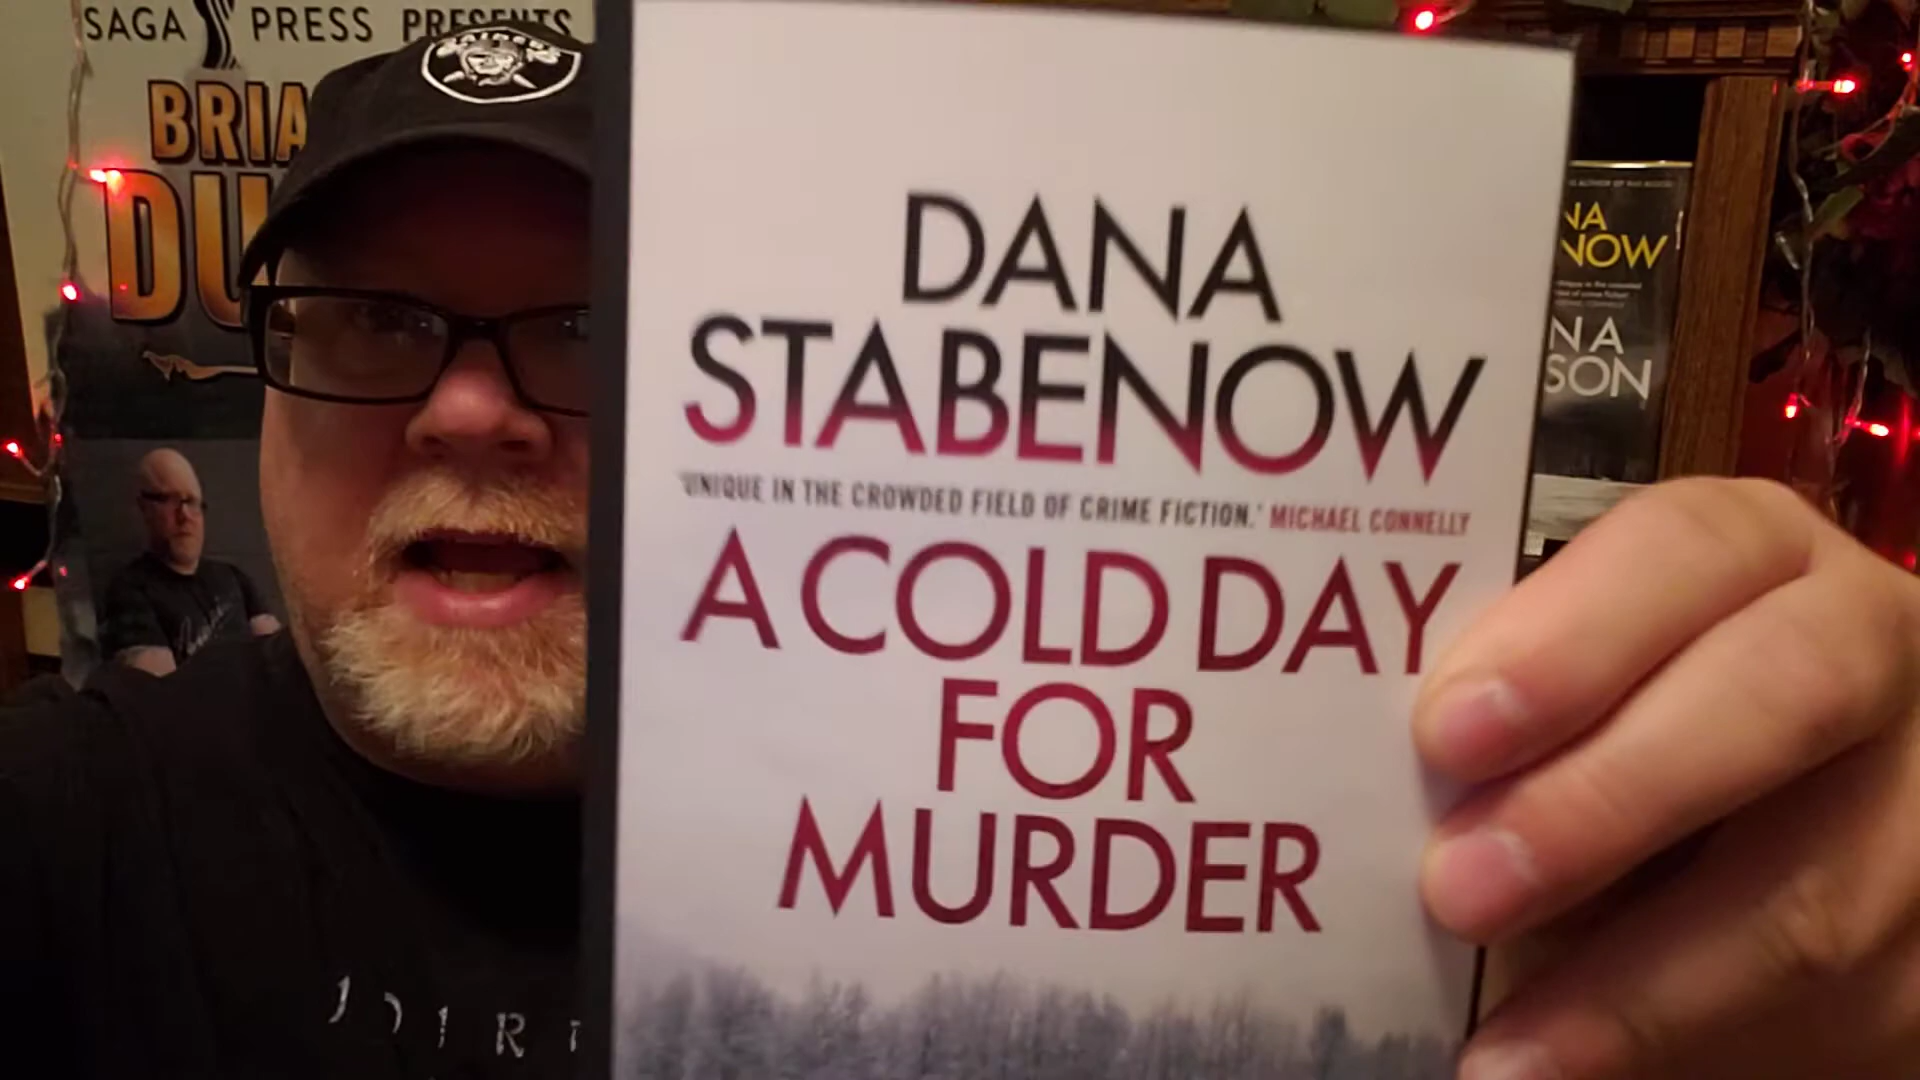 SAGA PRESS PRESENTS
BRIA
DU
RAIDERS
DANA
STABENOW
'UNIQUE IN THE CROWDED FIELD OF CRIME FICTION.' MICHAEL CONNELLY
A COLD DAY
FOR
MURDER
NA
NOW
NA
SON